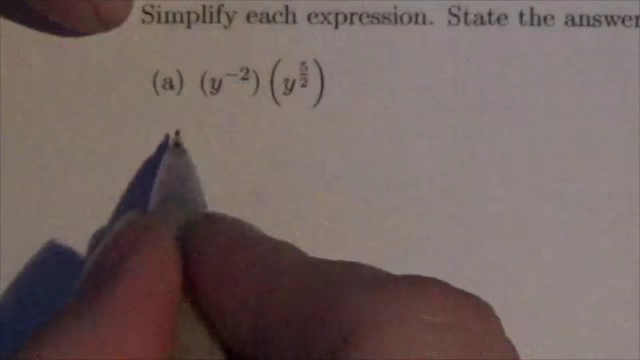 Simplify each expression. State the answer
(a) (y^{-2}) (y^{5/2})